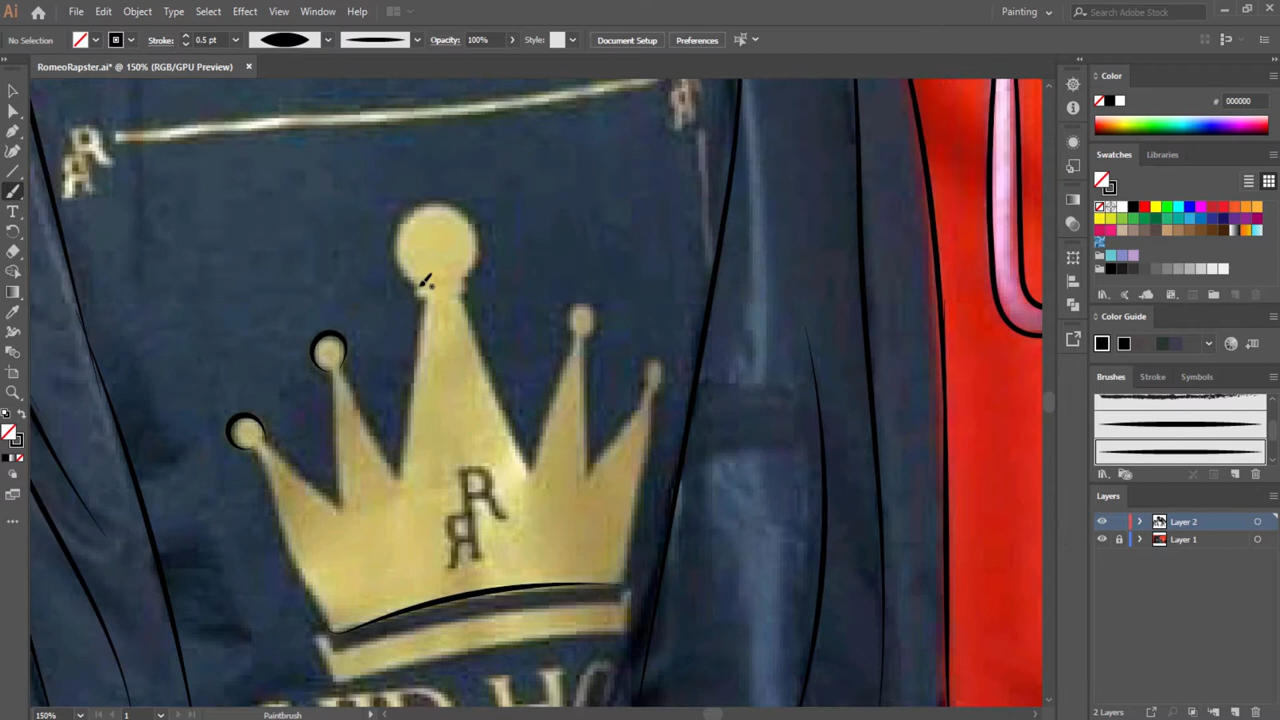 Ai File Edit Object Type Select Effect View Window Help Painting Search Adobe Stock
No Selection Stroke: 0.5 pt Opacity: 100% Style: Document Setup Preferences
RomeoRapster.ai* @ 150% (RGB/GPU Preview) ×
Color
# 000000
Swatches Libraries
Color Guide
Brushes Stroke Symbols
Layers
Layer 2
Layer 1
R
R
R
R
150% 1 Paintbrush 2 Layers